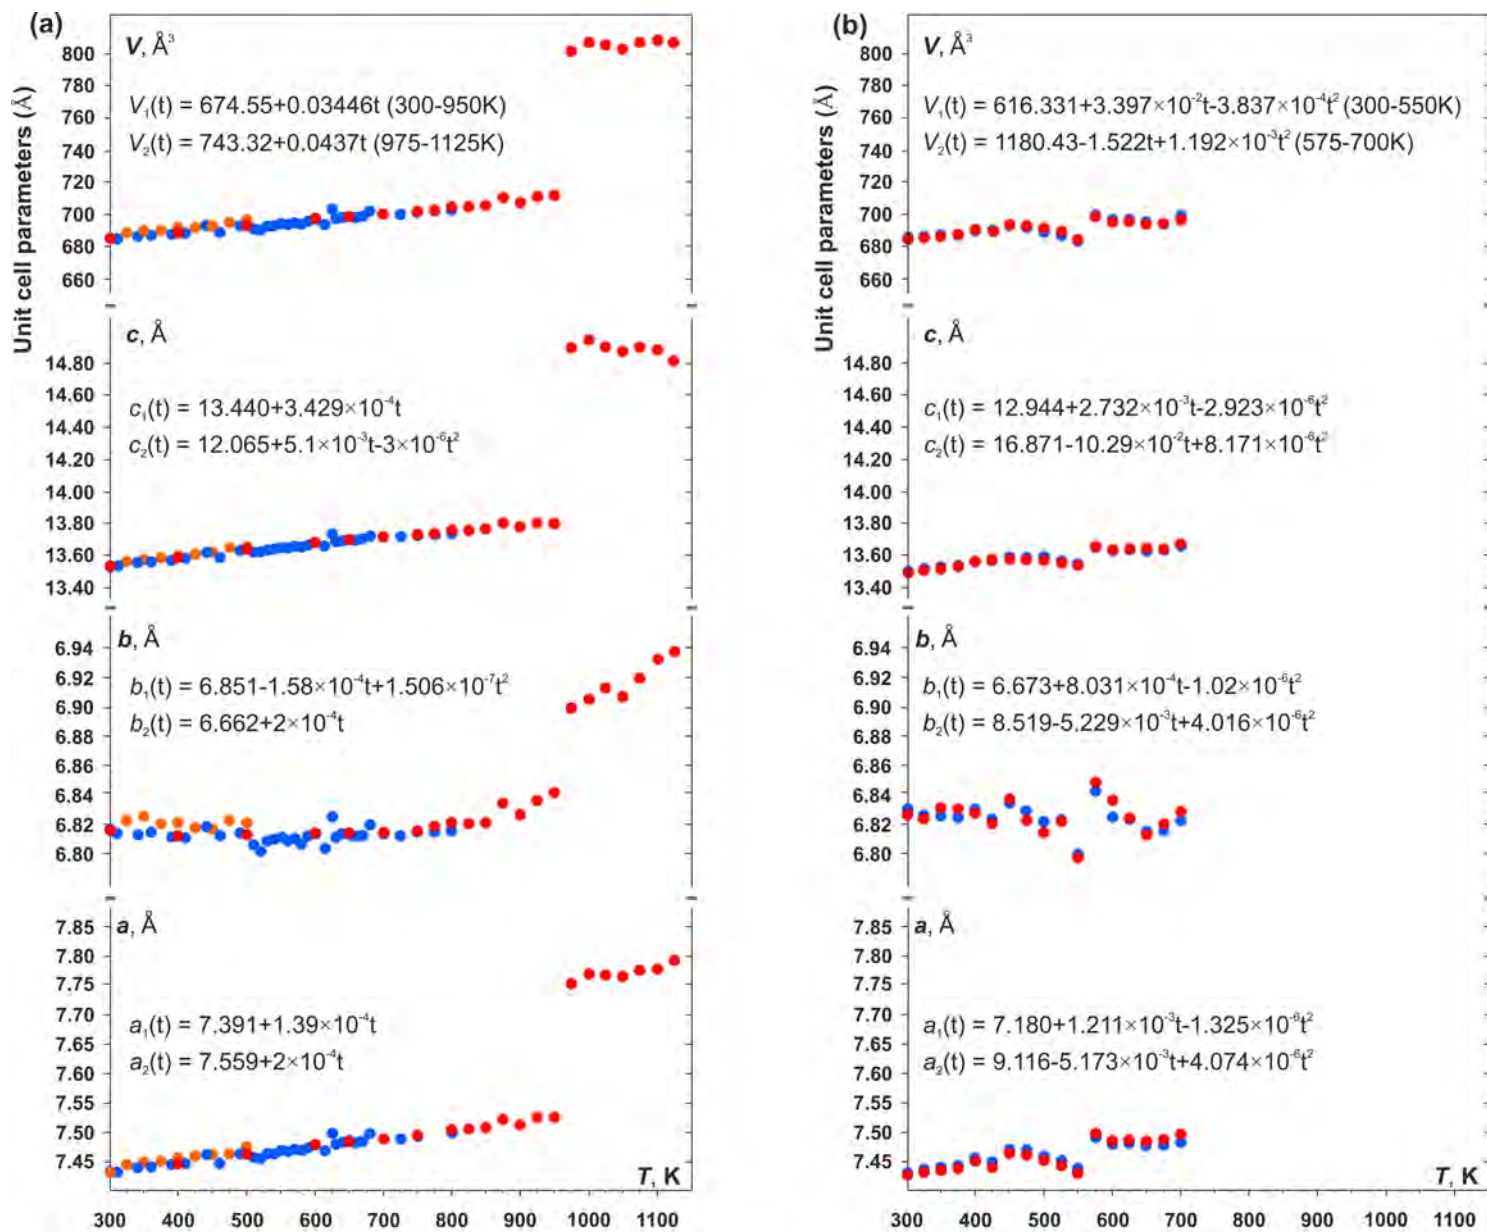 (a)
Unit cell parameters (Å)
V, Å³
V₁(t) = 674.55+0.03446t (300-950K)
V₂(t) = 743.32+0.0437t (975-1125K)
800
780
760
740
720
700
680
660
Unit cell parameters (Å)
c, Å
c₁(t) = 13.440+3.429×10⁻⁴t
c₂(t) = 12.065+5.1×10⁻³t-3×10⁻⁶t²
14.80
14.60
14.40
14.20
14.00
13.80
13.60
13.40
b, Å
b₁(t) = 6.851-1.58×10⁻⁴t+1.506×10⁻⁷t²
b₂(t) = 6.662+2×10⁻⁴t
6.94
6.92
6.90
6.88
6.86
6.84
6.82
6.80
a, Å
a₁(t) = 7.391+1.39×10⁻⁴t
a₂(t) = 7.559+2×10⁻⁴t
7.85
7.80
7.75
7.70
7.65
7.60
7.55
7.50
7.45
T, K
300 400 500 600 700 800 900 1000 1100
(b)
V, Å³
V₁(t) = 616.331+3.397×10⁻²t-3.837×10⁻⁴t² (300-550K)
V₂(t) = 1180.43-1.522t+1.192×10⁻³t² (575-700K)
800
780
760
740
720
700
680
660
c, Å
c₁(t) = 12.944+2.732×10⁻³t-2.923×10⁻⁶t²
c₂(t) = 16.871-10.29×10⁻²t+8.171×10⁻⁶t²
14.80
14.60
14.40
14.20
14.00
13.80
13.60
13.40
b, Å
b₁(t) = 6.673+8.031×10⁻⁴t-1.02×10⁻⁶t²
b₂(t) = 8.519-5.229×10⁻³t+4.016×10⁻⁶t²
6.94
6.92
6.90
6.88
6.86
6.84
6.82
6.80
a, Å
a₁(t) = 7.180+1.211×10⁻³t-1.325×10⁻⁶t²
a₂(t) = 9.116-5.173×10⁻³t+4.074×10⁻⁶t²
7.85
7.80
7.75
7.70
7.65
7.60
7.55
7.50
7.45
T, K
300 400 500 600 700 800 900 1000 1100